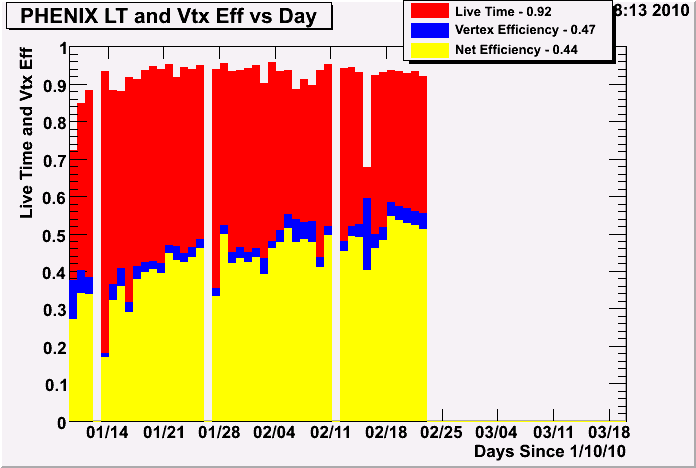 PHENIX LT and Vtx Eff vs Day
8:13 2010
Live Time - 0.92
Vertex Efficiency - 0.47
Net Efficiency - 0.44
Live Time and Vtx Eff
1
0.9
0.8
0.7
0.6
0.5
0.4
0.3
0.2
0.1
0
01/14 01/21 01/28 02/04 02/11 02/18 02/25 03/04 03/11 03/18
Days Since 1/10/10